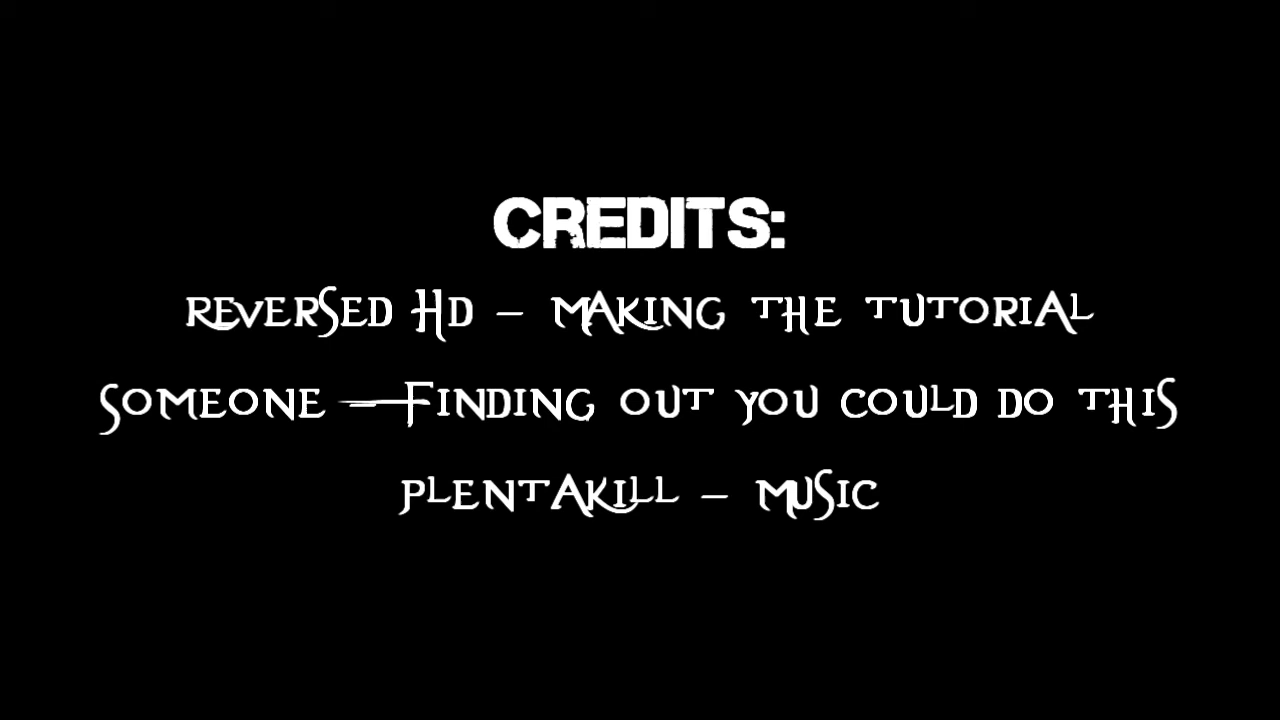 CREDITS:
REVERSED HD - MAKING THE TUTORIAL
SOMEONE - FINDING OUT YOU COULD DO THIS
PLENTAKILL - MUSIC